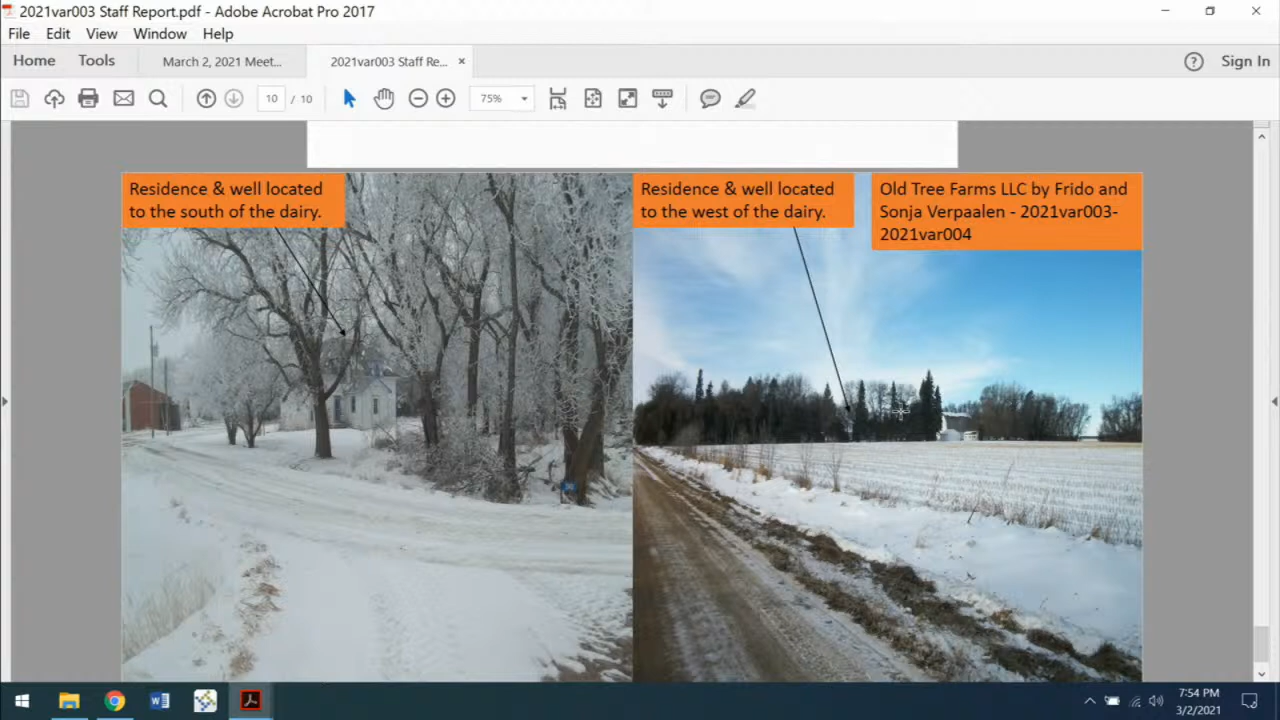 2021var003 Staff Report.pdf - Adobe Acrobat Pro 2017
File Edit View Window Help
Home Tools March 2, 2021 Meet... 2021var003 Staff Re... ×
? Sign In
10 / 10 75%
Residence & well located
to the south of the dairy.
Residence & well located
to the west of the dairy.
Old Tree Farms LLC by Frido and
Sonja Verpaalen - 2021var003-
2021var004
7:54 PM
3/2/2021